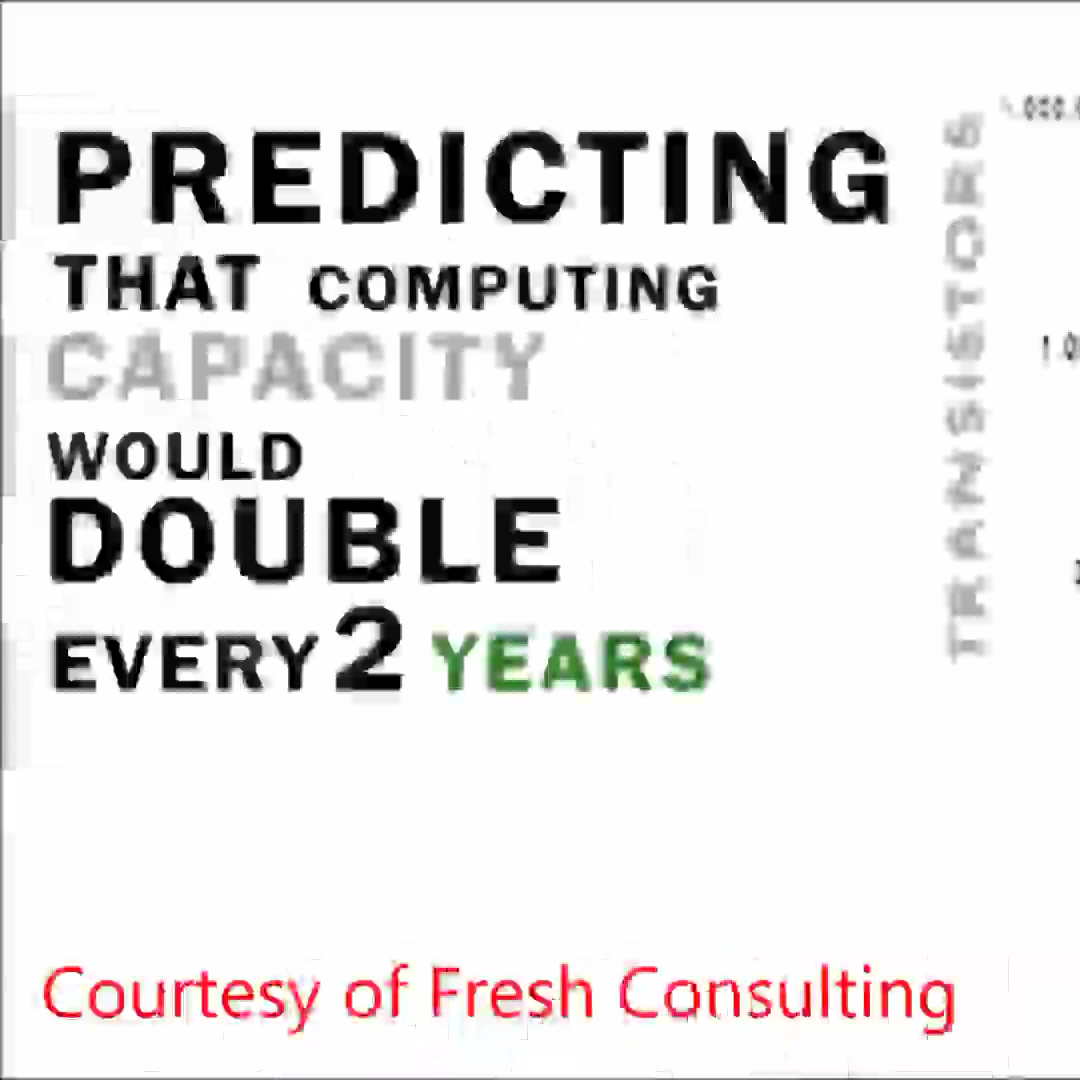 PREDICTING
THAT COMPUTING
CAPACITY
WOULD
DOUBLE
EVERY 2 YEARS
TRANSISTORS
Courtesy of Fresh Consulting